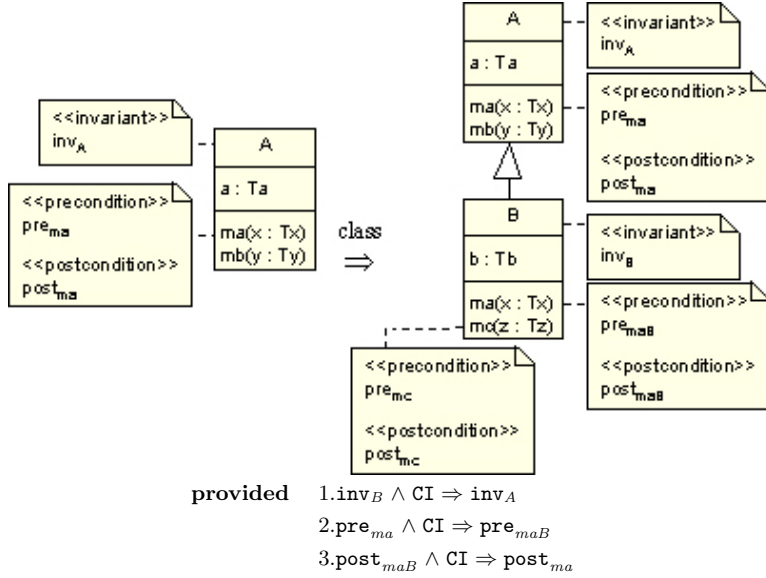 <<invariant>>
inv_A
A
a : Ta
<<precondition>>
pre_ma
<<postcondition>>
post_ma
ma(x : Tx)
mb(y : Ty)
class
⇒
A
a : Ta
ma(x : Tx)
mb(y : Ty)
<<invariant>>
inv_A
<<precondition>>
pre_ma
<<postcondition>>
post_ma
B
b : Tb
ma(x : Tx)
mc(z : Tz)
<<invariant>>
inv_B
<<precondition>>
pre_maB
<<postcondition>>
post_maB
<<precondition>>
pre_mc
<<postcondition>>
post_mc
provided 1.inv_B ∧ CI ⇒ inv_A
2.pre_ma ∧ CI ⇒ pre_maB
3.post_maB ∧ CI ⇒ post_ma